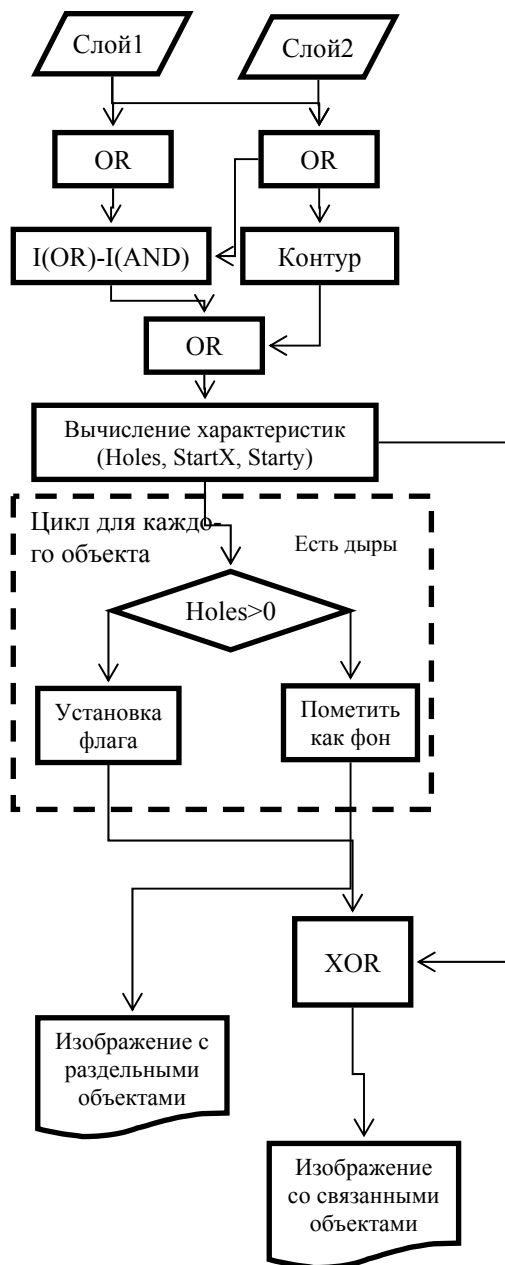 Слой1
Слой2
OR
OR
I(OR)-I(AND)
Контур
OR
Вычисление характеристик
(Holes, StartX, Starty)
Цикл для каждо-
го объекта
Есть дыры
Holes>0
Установка
флага
Пометить
как фон
XOR
Изображение с
раздельными
объектами
Изображение
со связанными
объектами